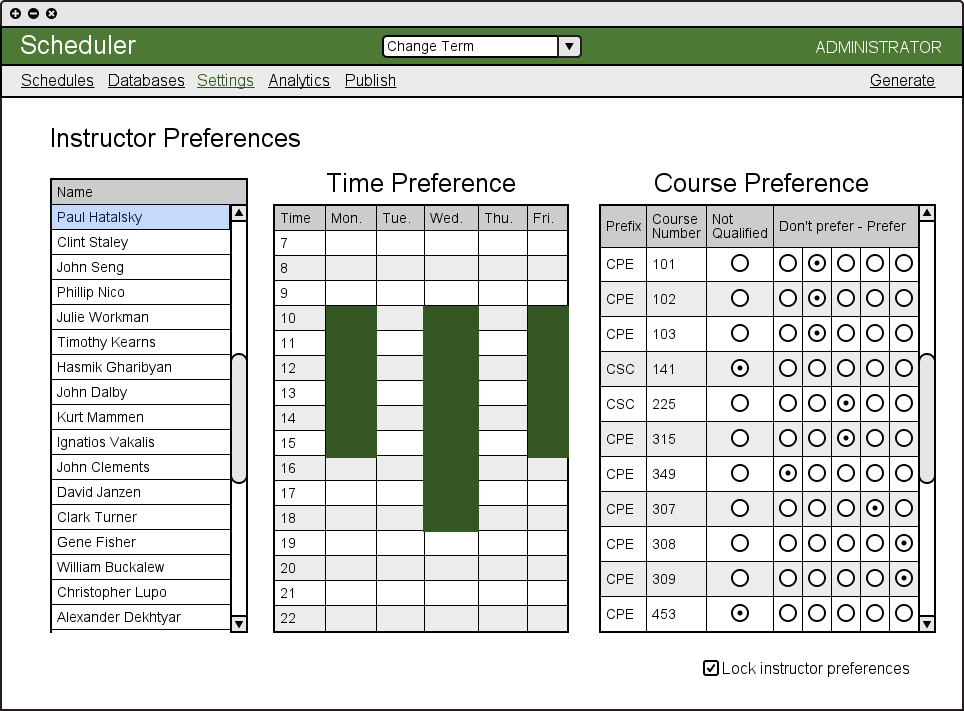 Scheduler
Change Term
ADMINISTRATOR
Schedules Databases Settings Analytics Publish Generate
Instructor Preferences
Name
Paul Hatalsky
Clint Staley
John Seng
Phillip Nico
Julie Workman
Timothy Kearns
Hasmik Gharibyan
John Dalby
Kurt Mammen
Ignatios Vakalis
John Clements
David Janzen
Clark Turner
Gene Fisher
William Buckalew
Christopher Lupo
Alexander Dekhtyar
Time Preference
Time Mon. Tue. Wed. Thu. Fri.
7
8
9
10
11
12
13
14
15
16
17
18
19
20
21
22
Course Preference
Prefix Course Number Not Qualified Don't prefer - Prefer
CPE 101
CPE 102
CPE 103
CSC 141
CSC 225
CPE 315
CPE 349
CPE 307
CPE 308
CPE 309
CPE 453
Lock instructor preferences